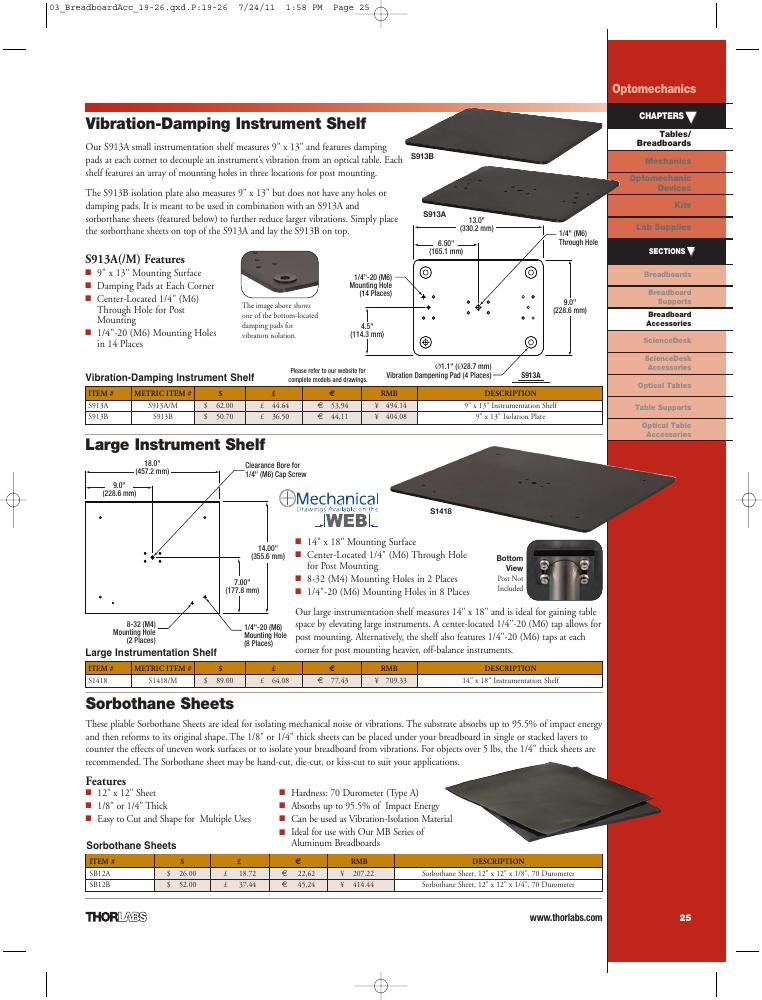 03_BreadboardAcc_19-26.qxd.P:19-26 7/24/11 1:58 PM Page 25
Optomechanics
CHAPTERS
Tables/
Breadboards
Mechanics
Optomechanic
Devices
Kits
Lab Supplies
SECTIONS
Breadboards
Breadboard
Supports
Breadboard
Accessories
ScienceDesk
ScienceDesk
Accessories
Optical Tables
Table Supports
Optical Table
Accessories
Vibration-Damping Instrument Shelf
Our S913A small instrumentation shelf measures 9" x 13" and features damping
pads at each corner to decouple an instrument's vibration from an optical table. Each
shelf features an array of mounting holes in three locations for post mounting.
The S913B isolation plate also measures 9" x 13" but does not have any holes or
damping pads. It is meant to be used in combination with an S913A and
sorbothane sheets (featured below) to further reduce larger vibrations. Simply place
the sorbothane sheets on top of the S913A and lay the S913B on top.
S913B
S913A
S913A(/M) Features
9" x 13" Mounting Surface
Damping Pads at Each Corner
Center-Located 1/4" (M6)
Through Hole for Post
Mounting
1/4"-20 (M6) Mounting Holes
in 14 Places
The image above shows
one of the bottom-located
damping pads for
vibration isolation.
13.0"
(330.2 mm)
6.50"
(165.1 mm)
1/4" (M6)
Through Hole
1/4"-20 (M6)
Mounting Hole
(14 Places)
4.5"
(114.3 mm)
9.0"
(228.6 mm)
Ø1.1" (Ø28.7 mm)
Vibration Dampening Pad (4 Places)
S913A
Please refer to our website for
complete models and drawings.
Vibration-Damping Instrument Shelf
ITEM # METRIC ITEM # $ £ € RMB DESCRIPTION
S913A S913A/M $ 62.00 £ 44.64 € 53,94 ¥ 494.14 9" x 13" Instrumentation Shelf
S913B S913B $ 50.70 £ 36.50 € 44,11 ¥ 404.08 9" x 13" Isolation Plate
Large Instrument Shelf
18.0"
(457.2 mm)
9.0"
(228.6 mm)
Clearance Bore for
1/4" (M6) Cap Screw
14.00"
(355.6 mm)
7.00"
(177.8 mm)
8-32 (M4)
Mounting Hole
(2 Places)
1/4"-20 (M6)
Mounting Hole
(8 Places)
Mechanical
Drawings Available on the
WEB
S1418
14" x 18" Mounting Surface
Center-Located 1/4" (M6) Through Hole
for Post Mounting
8-32 (M4) Mounting Holes in 2 Places
1/4"-20 (M6) Mounting Holes in 8 Places
Bottom
View
Post Not
Included
Our large instrumentation shelf measures 14" x 18" and is ideal for gaining table
space by elevating large instruments. A center-located 1/4"-20 (M6) tap allows for
post mounting. Alternatively, the shelf also features 1/4"-20 (M6) taps at each
corner for post mounting heavier, off-balance instruments.
Large Instrumentation Shelf
ITEM # METRIC ITEM # $ £ € RMB DESCRIPTION
S1418 S1418/M $ 89.00 £ 64.08 € 77,43 ¥ 709.33 14" x 18" Instrumentation Shelf
Sorbothane Sheets
These pliable Sorbothane Sheets are ideal for isolating mechanical noise or vibrations. The substrate absorbs up to 95.5% of impact energy
and then reforms to its original shape. The 1/8" or 1/4" thick sheets can be placed under your breadboard in single or stacked layers to
counter the effects of uneven work surfaces or to isolate your breadboard from vibrations. For objects over 5 lbs, the 1/4" thick sheets are
recommended. The Sorbothane sheet may be hand-cut, die-cut, or kiss-cut to suit your applications.
Features
12" x 12" Sheet
1/8" or 1/4" Thick
Easy to Cut and Shape for Multiple Uses
Hardness: 70 Durometer (Type A)
Absorbs up to 95.5% of Impact Energy
Can be used as Vibration-Isolation Material
Ideal for use with Our MB Series of
Aluminum Breadboards
Sorbothane Sheets
ITEM # $ £ € RMB DESCRIPTION
SB12A $ 26.00 £ 18.72 € 22,62 ¥ 207.22 Sorbothane Sheet, 12" x 12" x 1/8", 70 Durometer
SB12B $ 52.00 £ 37.44 € 45,24 ¥ 414.44 Sorbothane Sheet, 12" x 12" x 1/4", 70 Durometer
THORLABS
www.thorlabs.com
25